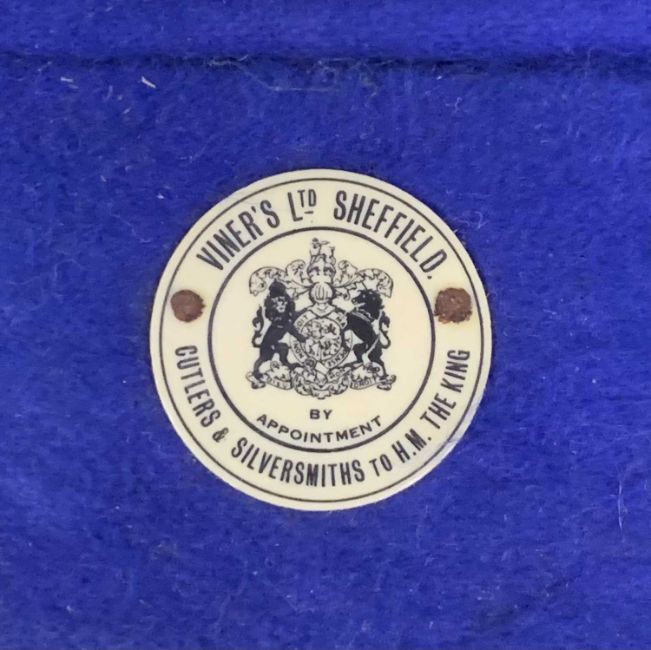 VINER'S LTD SHEFFIELD.
BY
APPOINTMENT
CUTLERS & SILVERSMITHS TO H.M. THE KING